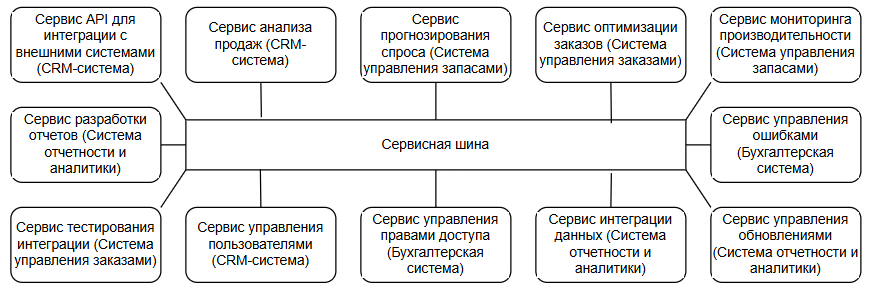 Сервис API для
интеграции с
внешними системами
(CRM-система)
Сервис анализа
продаж (CRM-
система)
Сервис
прогнозирования
спроса (Система
управления запасами)
Сервис оптимизации
заказов (Система
управления заказами)
Сервис мониторинга
производительности
(Система управления
запасами)
Сервис разработки
отчетов (Система
отчетности и
аналитики)
Сервисная шина
Сервис управления
ошибками
(Бухгалтерская
система)
Сервис тестирования
интеграции (Система
управления заказами)
Сервис управления
пользователями
(CRM-система)
Сервис управления
правами доступа
(Бухгалтерская
система)
Сервис интеграции
данных (Система
отчетности и
аналитики)
Сервис управления
обновлениями
(Система отчетности и
аналитики)